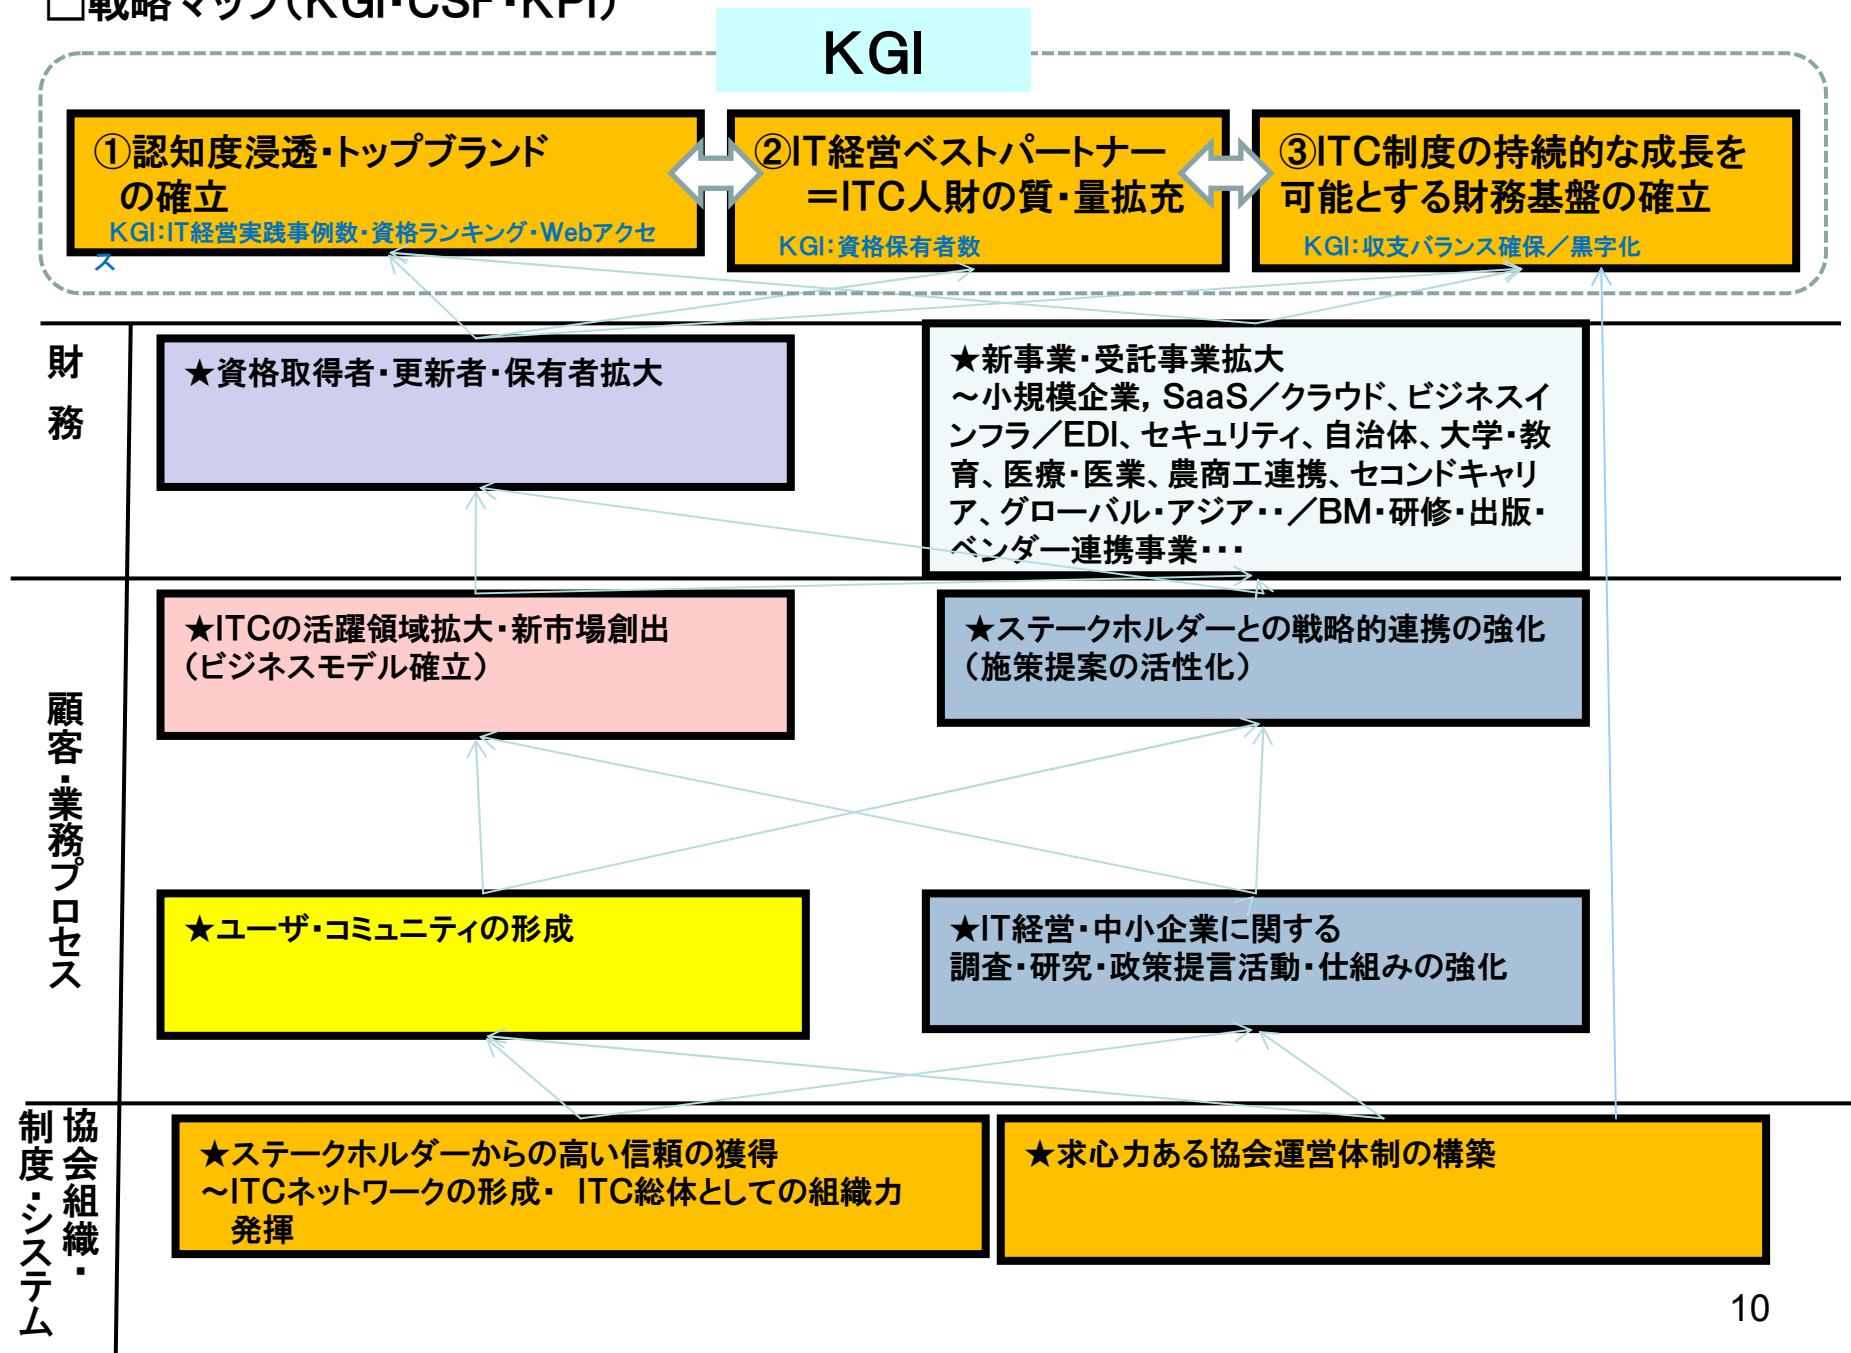 □戦略マップ（KGI・CSF・KPI）
KGI
①認知度浸透・トップブランド
の確立
KGI：IT経営実践事例数・資格ランキング・Webアクセ
ス
②IT経営ベストパートナー
＝ITC人財の質・量拡充
KGI：資格保有者数
③ITC制度の持続的な成長を
可能とする財務基盤の確立
KGI：収支バランス確保／黒字化
財務
★資格取得者・更新者・保有者拡大
★新事業・受託事業拡大
～小規模企業，SaaS／クラウド、ビジネスイ
ンフラ／EDI、セキュリティ、自治体、大学・教
育、医療・医業、農商工連携、セコンドキャリ
ア、グローバル・アジア・・／BM・研修・出版・
ベンダー連携事業・・・
顧客・業務プロセス
★ITCの活躍領域拡大・新市場創出
（ビジネスモデル確立）
★ステークホルダーとの戦略的連携の強化
（施策提案の活性化）
★ユーザ・コミュニティの形成
★IT経営・中小企業に関する
調査・研究・政策提言活動・仕組みの強化
協会組織・
制度・システム
★ステークホルダーからの高い信頼の獲得
～ITCネットワークの形成・ ITC総体としての組織力
発揮
★求心力ある協会運営体制の構築
10